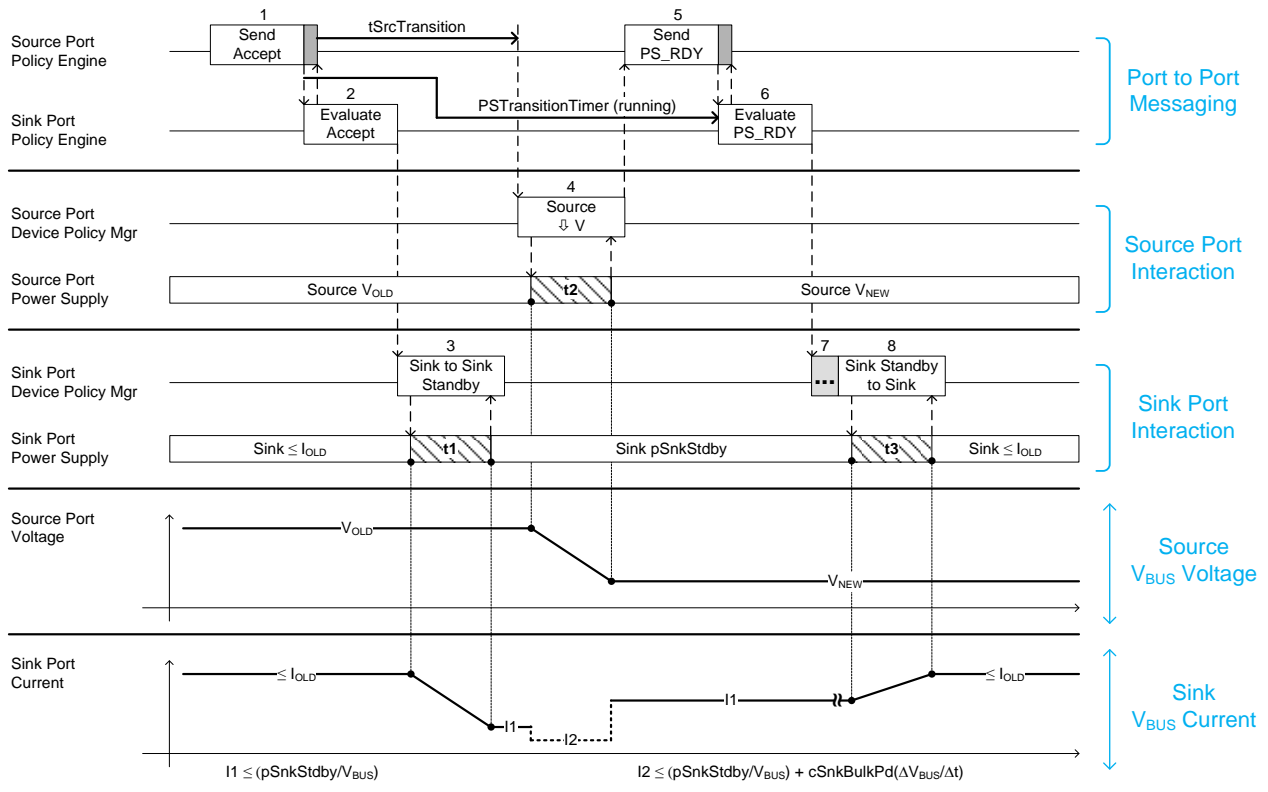 1
5
Source Port
Policy Engine
Send
Accept
tSrcTransition
Send
PS_RDY
Port to Port
Messaging
2
6
Sink Port
Policy Engine
Evaluate
Accept
PSTransitionTimer (running)
Evaluate
PS_RDY
4
Source Port
Device Policy Mgr
Source
⇩ V
Source Port
Interaction
Source Port
Power Supply
Source VOLD
t2
Source VNEW
3
7
8
Sink Port
Device Policy Mgr
Sink to Sink
Standby
...
Sink Standby
to Sink
Sink Port
Interaction
Sink Port
Power Supply
Sink ≤ IOLD
t1
Sink pSnkStdby
t3
Sink ≤ IOLD
Source Port
Voltage
VOLD
VNEW
Source
VBUS Voltage
Sink Port
Current
≤ IOLD
I1
I2
I1
≤ IOLD
Sink
VBUS Current
I1 ≤ (pSnkStdby/VBUS)
I2 ≤ (pSnkStdby/VBUS) + cSnkBulkPd(ΔVBUS/Δt)